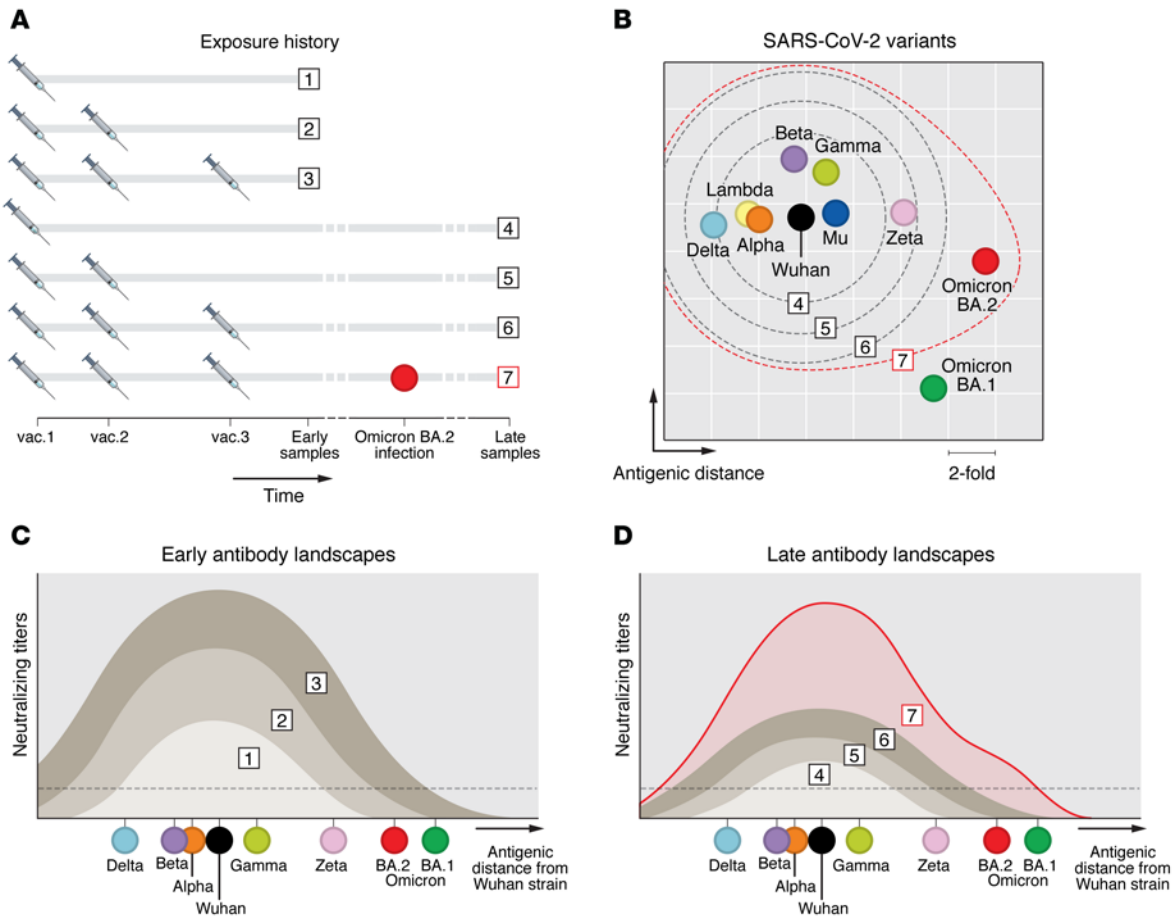 A
Exposure history
1
2
3
4
5
6
7
vac.1
vac.2
vac.3
Early
samples
Omicron BA.2
infection
Late
samples
Time
B
SARS-CoV-2 variants
Beta
Gamma
Lambda
Delta
Alpha
Mu
Zeta
Wuhan
Omicron
BA.2
4
5
6
7
Omicron
BA.1
Antigenic distance
2-fold
C
Early antibody landscapes
Neutralizing titers
3
2
1
Delta
Beta
Alpha
Wuhan
Gamma
Zeta
BA.2
BA.1
Omicron
Antigenic
distance from
Wuhan strain
D
Late antibody landscapes
Neutralizing titers
7
6
5
4
Delta
Beta
Alpha
Wuhan
Gamma
Zeta
BA.2
BA.1
Omicron
Antigenic
distance from
Wuhan strain